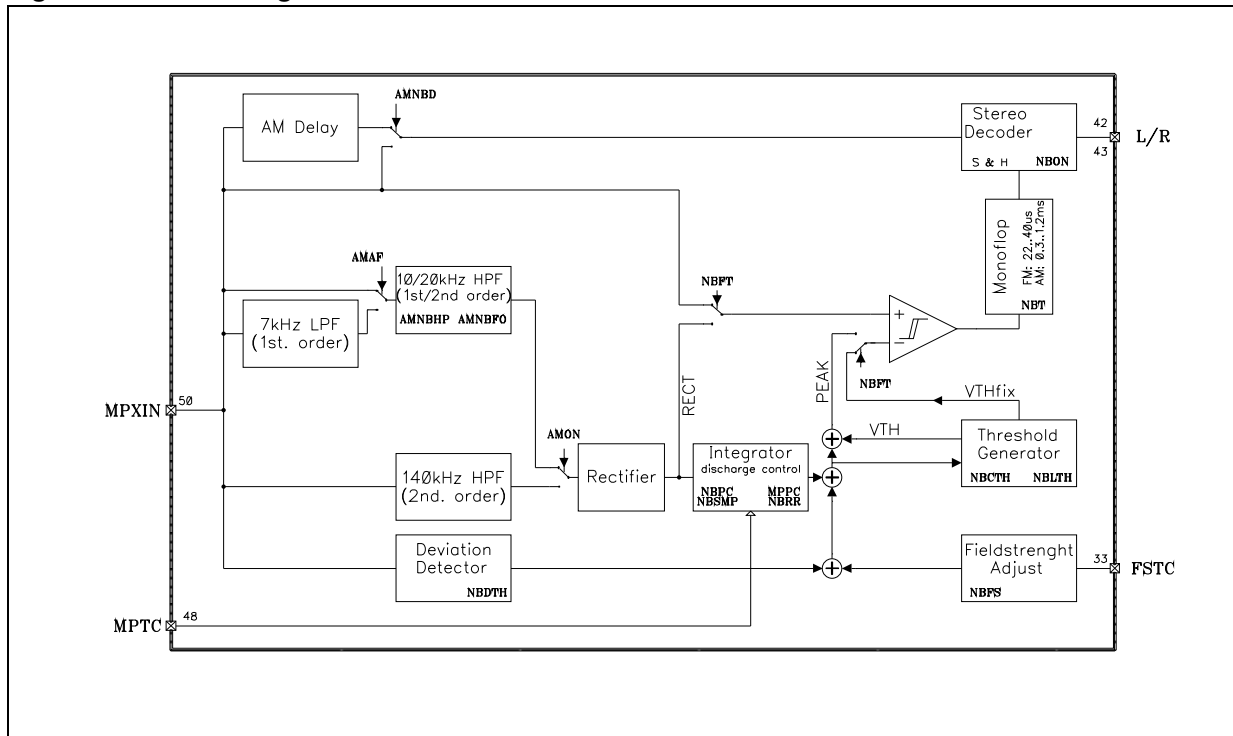 AMNBD
AM Delay
Stereo
Decoder
S & H NBON
42
43
L/R
AMAF
10/20kHz HPF
(1st/2nd order)
AMNBHP AMNBFO
7kHz LPF
(1st. order)
NBFT
Monoflop
FM: 22..40us
AM: 0.3..1.2ms
NBT
+
−
NBFT
PEAK
RECT
VTHfix
MPXIN
50
AMON
VTH
Threshold
Generator
NBCTH NBLTH
140kHz HPF
(2nd. order)
Rectifier
Integrator
discharge control
NBPC MPPC
NBSMP NBRR
Deviation
Detector
NBDTH
Fieldstrenght
Adjust
NBFS
33
FSTC
MPTC
48